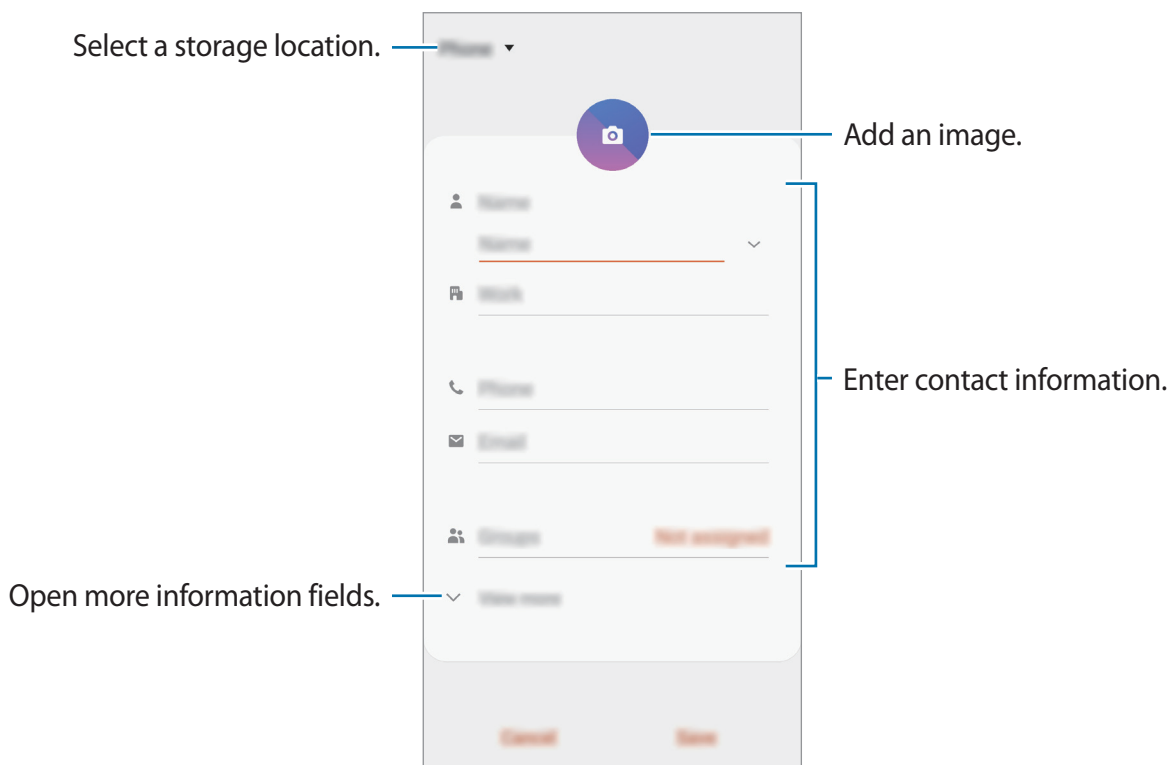 Select a storage location.
Phone
Add an image.
Name
Name
Work
Phone
Enter contact information.
Email
Groups Not assigned
Open more information fields.
View more
Cancel Save